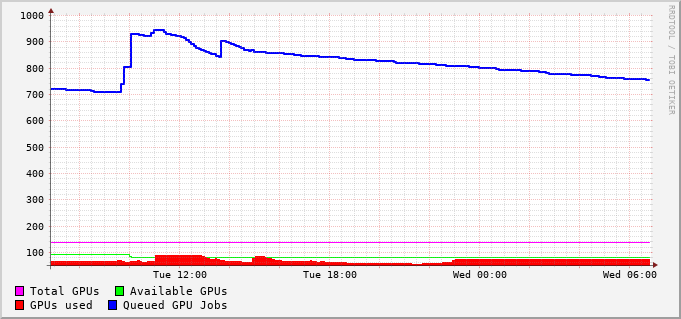 1000
900
800
700
600
500
400
300
200
100
Tue 12:00 Tue 18:00 Wed 00:00 Wed 06:00
Total GPUs Available GPUs
GPUs used Queued GPU Jobs
RRDTOOL / TOBI OETIKER